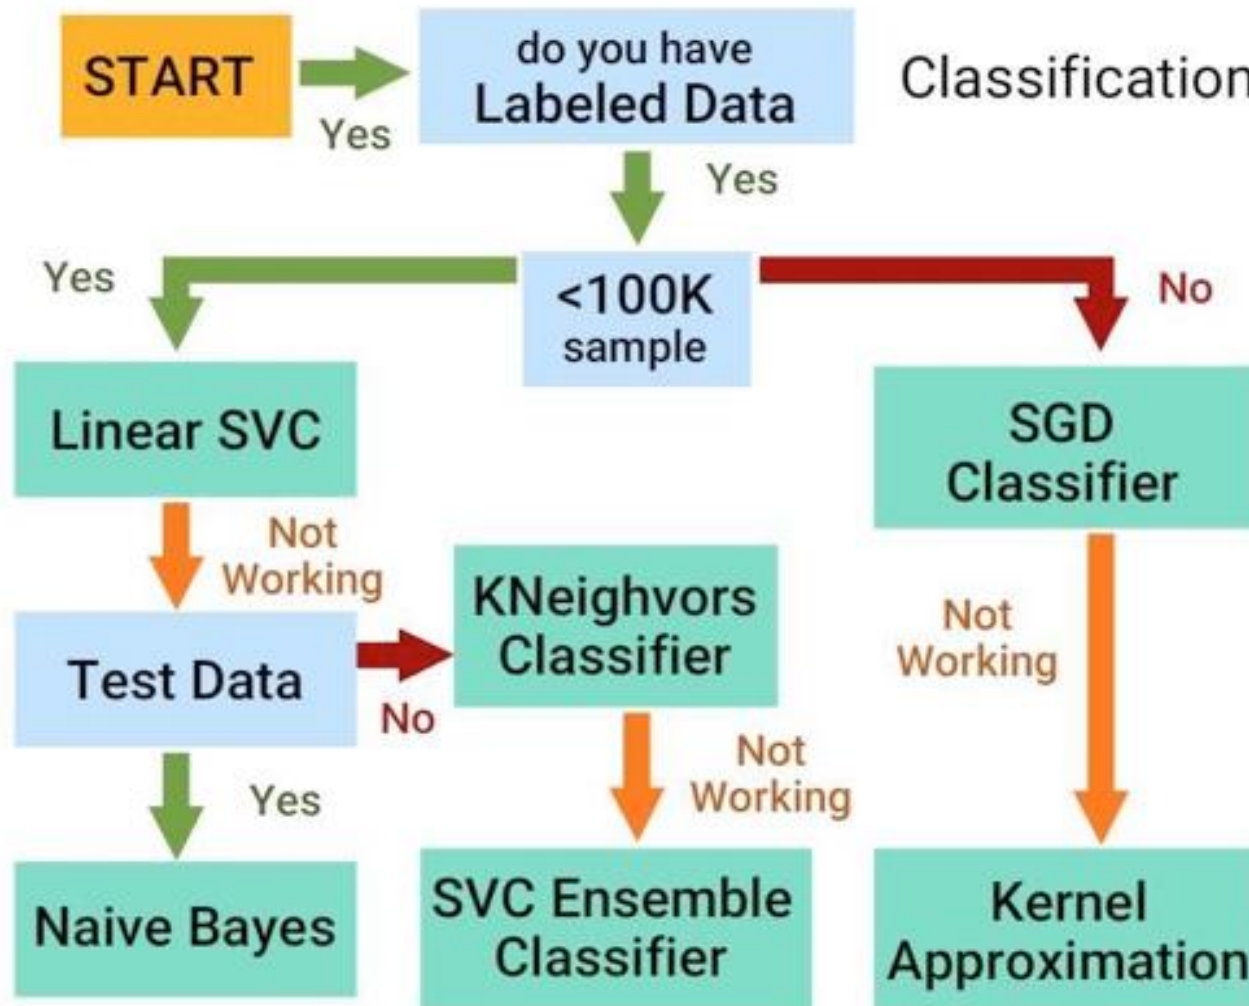 START
Yes
do you have
Labeled Data
Classification
Yes
Yes
<100K
sample
No
Linear SVC
SGD
Classifier
Not
Working
KNeighvors
Classifier
Not
Working
Test Data
No
Not
Working
Yes
Naive Bayes
SVC Ensemble
Classifier
Kernel
Approximation